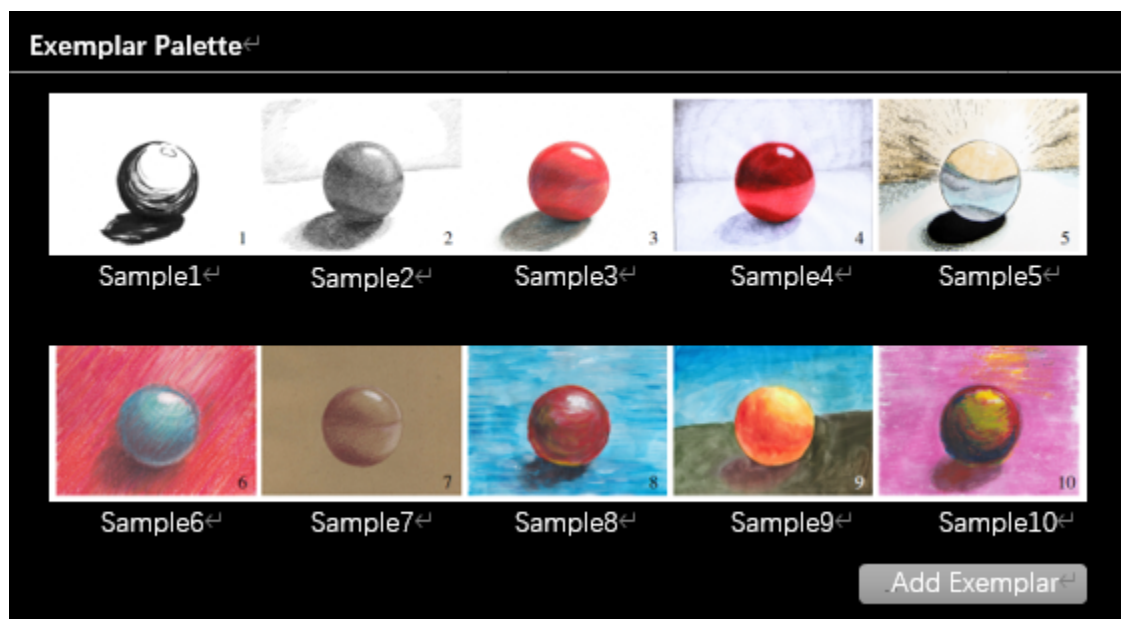 Exemplar Palette↵
1 2 3 4 5
Sample1↵ Sample2↵ Sample3↵ Sample4↵ Sample5↵
6 7 8 9 10
Sample6↵ Sample7↵ Sample8↵ Sample9↵ Sample10↵
Add Exemplar↵